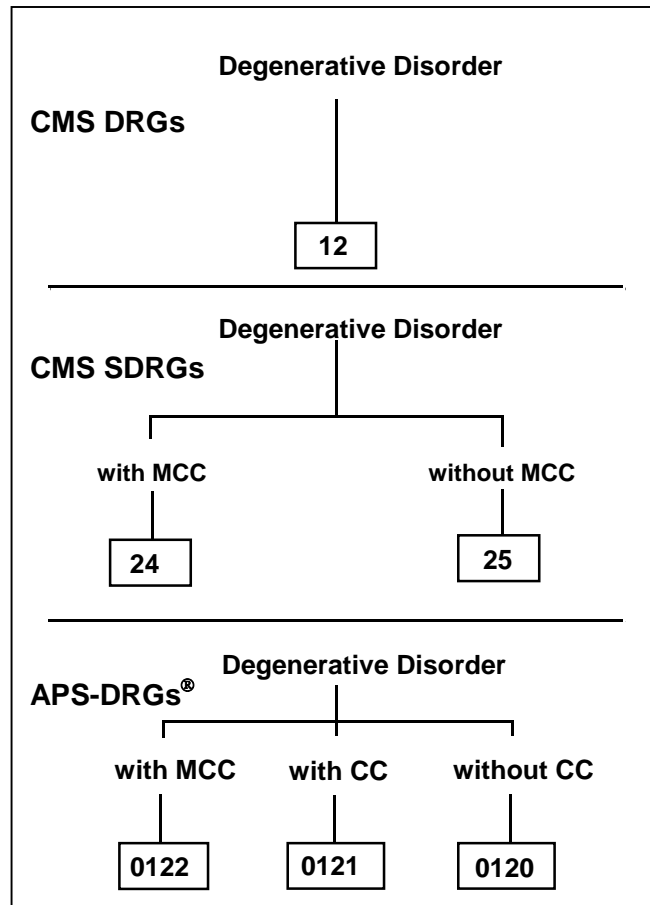 Degenerative Disorder
CMS DRGs
12
Degenerative Disorder
CMS SDRGs
with MCC
without MCC
24
25
Degenerative Disorder
APS-DRGs®
with MCC
with CC
without CC
0122
0121
0120